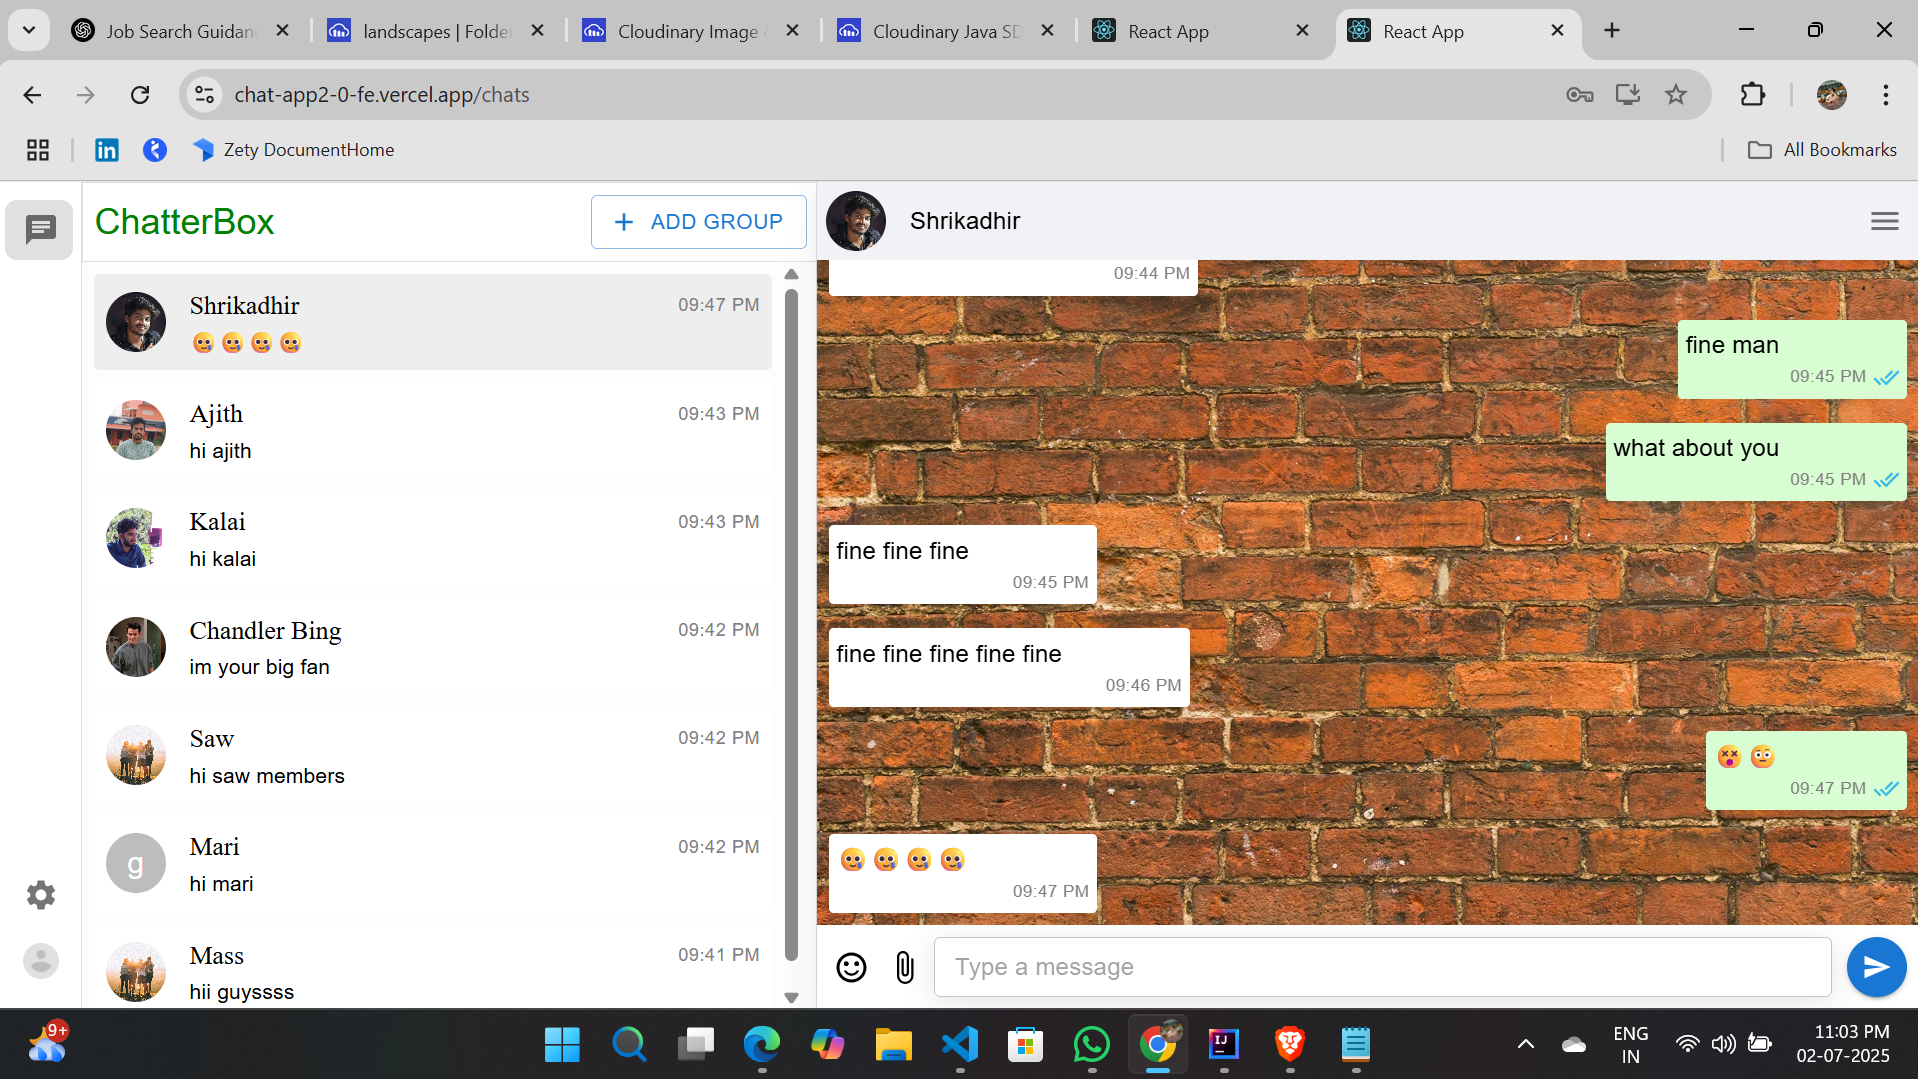 Job Search Guidan
landscapes | Folde
Cloudinary Image
Cloudinary Java SD
React App
React App
chat-app2-0-fe.vercel.app/chats
in
Zety DocumentHome
All Bookmarks
ChatterBox
+ ADD GROUP
Shrikadhir
09:47 PM
🥲 🥲 🥲 🥲
Ajith
09:43 PM
hi ajith
Kalai
09:43 PM
hi kalai
Chandler Bing
09:42 PM
im your big fan
Saw
09:42 PM
hi saw members
g
Mari
09:42 PM
hi mari
Mass
09:41 PM
hii guyssss
Shrikadhir
09:44 PM
fine man
09:45 PM
what about you
09:45 PM
fine fine fine
09:45 PM
fine fine fine fine fine
09:46 PM
😵 😳
09:47 PM
🥲 🥲 🥲 🥲
09:47 PM
Type a message
9+
IJ
ENG
IN
11:03 PM
02-07-2025